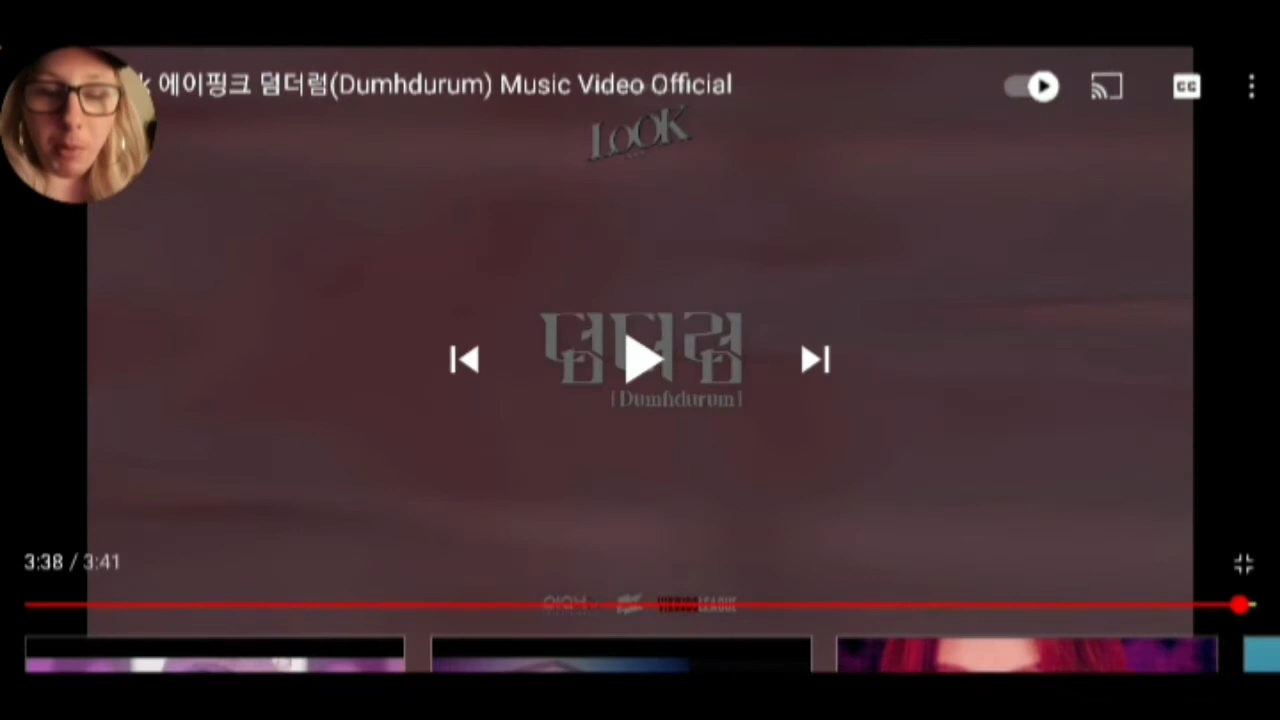 k 에이핑크 덤더럼(Dumhdurum) Music Video Official
CC
LOOK
덤더럼
[Dumhdurum]
3:38 / 3:41